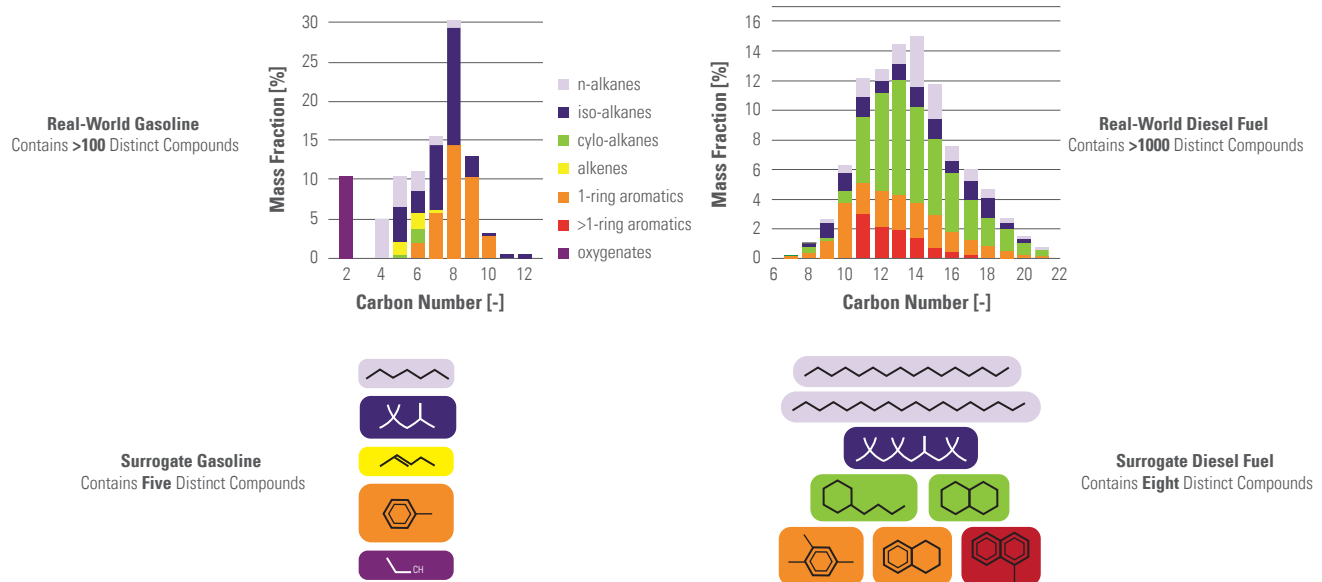 Real-World Gasoline
Contains >100 Distinct Compounds
Mass Fraction [%]
30
25
20
15
10
5
0
2
4
6
8
10
12
Carbon Number [-]
n-alkanes
iso-alkanes
cylo-alkanes
alkenes
1-ring aromatics
>1-ring aromatics
oxygenates
Mass Fraction [%]
16
14
12
10
8
6
4
2
0
6
8
10
12
14
16
18
20
22
Carbon Number [-]
Real-World Diesel Fuel
Contains >1000 Distinct Compounds
Surrogate Gasoline
Contains Five Distinct Compounds
CH
Surrogate Diesel Fuel
Contains Eight Distinct Compounds